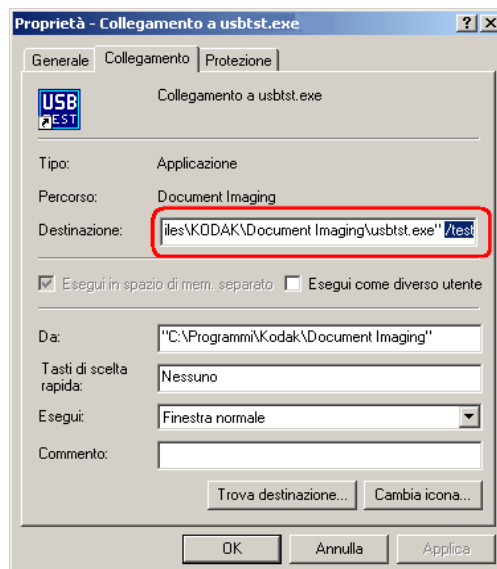 Proprietà - Collegamento a usbtst.exe
Generale Collegamento Protezione
USB TEST
Collegamento a usbtst.exe
Tipo: Applicazione
Percorso: Document Imaging
Destinazione: iles\KODAK\Document Imaging\usbtst.exe" /test
Esegui in spazio di mem. separato Esegui come diverso utente
Da: "C:\Programmi\Kodak\Document Imaging"
Tasti di scelta
rapida: Nessuno
Esegui: Finestra normale
Commento:
Trova destinazione... Cambia icona...
OK Annulla Applica